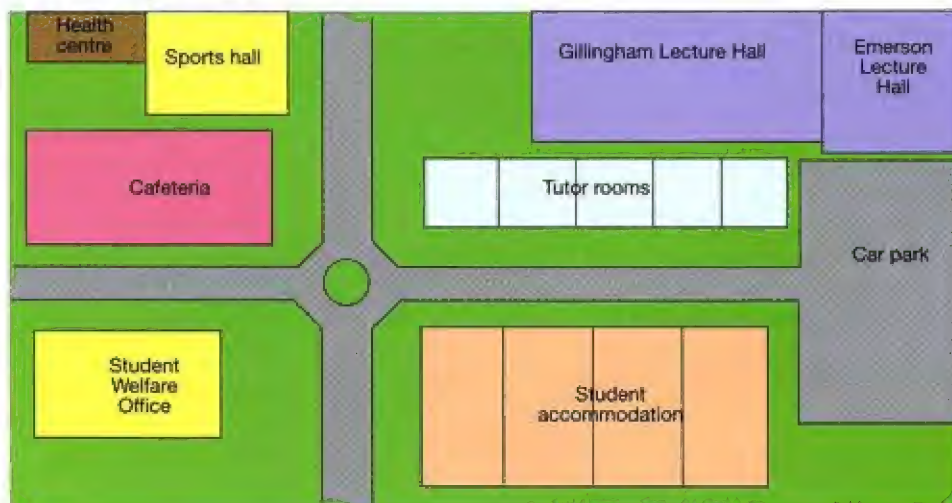 Health
centre
Sports hall
Gillingham Lecture Hall
Emerson
Lecture
Hall
Cafeteria
Tutor rooms
Car park
Student
Welfare
Office
Student
accommodation